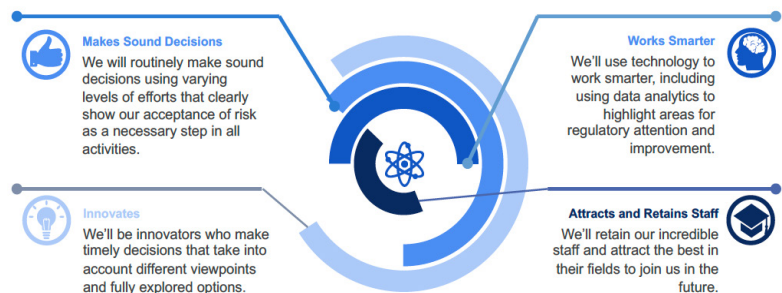 Makes Sound Decisions
We will routinely make sound
decisions using varying
levels of efforts that clearly
show our acceptance of risk
as a necessary step in all
activities.
Works Smarter
We'll use technology to
work smarter, including
using data analytics to
highlight areas for
regulatory attention and
improvement.
Innovates
We'll be innovators who make
timely decisions that take into
account different viewpoints
and fully explored options.
Attracts and Retains Staff
We'll retain our incredible
staff and attract the best in
their fields to join us in the
future.